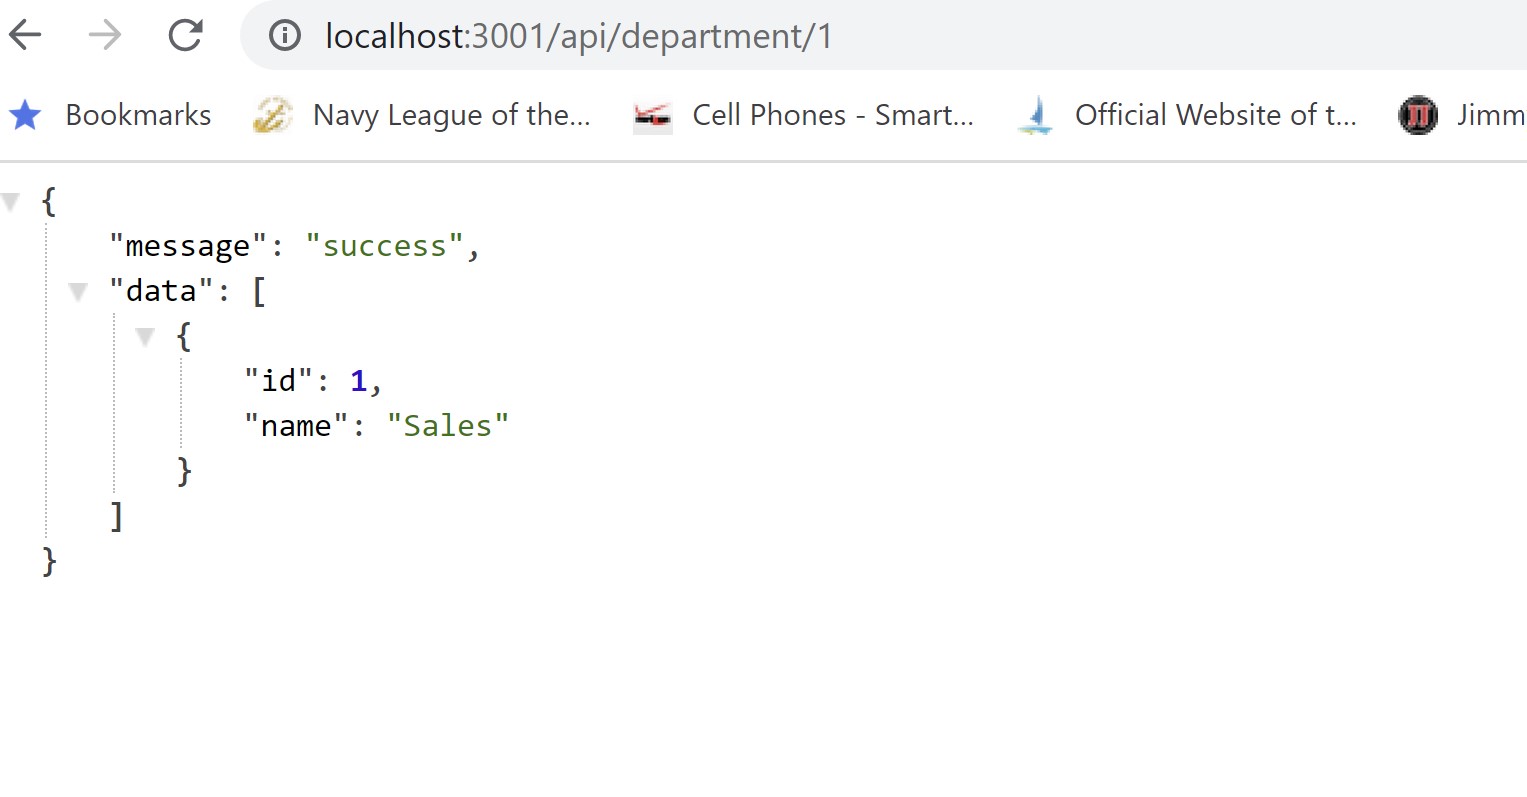 localhost:3001/api/department/1
Bookmarks Navy League of the... Cell Phones - Smart... Official Website of t... Jimm
{
"message": "success",
"data": [
{
"id": 1,
"name": "Sales"
}
]
}